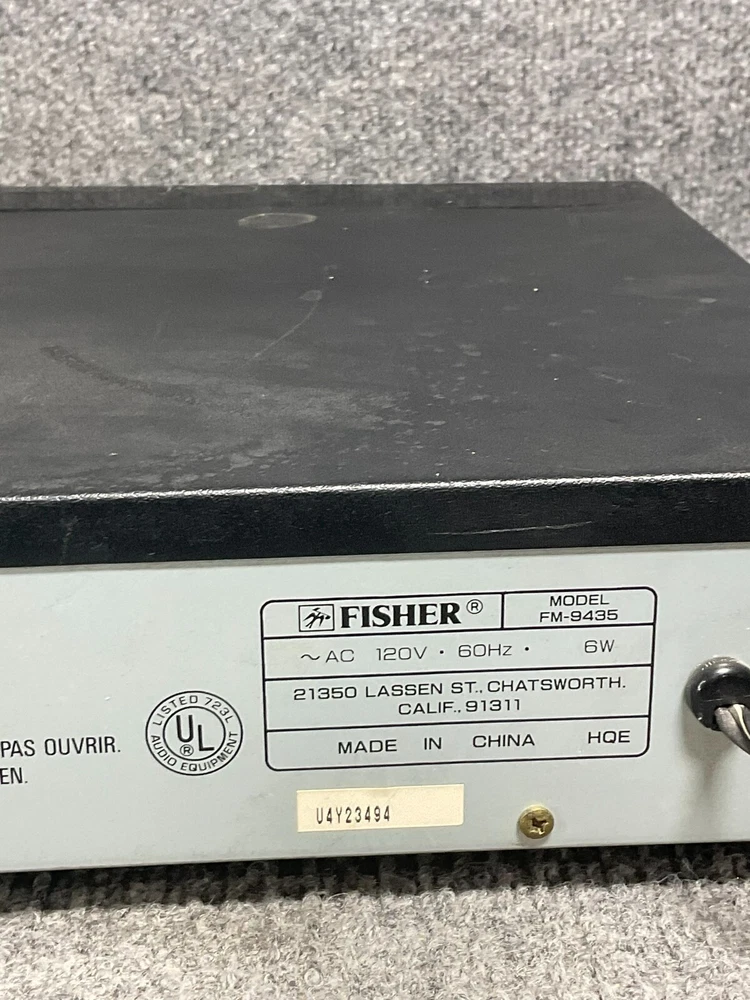 FISHER®
MODEL
FM-9435
~AC 120V · 60Hz · 6W
21350 LASSEN ST., CHATSWORTH.
CALIF., 91311
MADE IN CHINA HQE
LISTED 723L
UL®
AUDIO EQUIPMENT
PAS OUVRIR.
EN.
U4Y23494